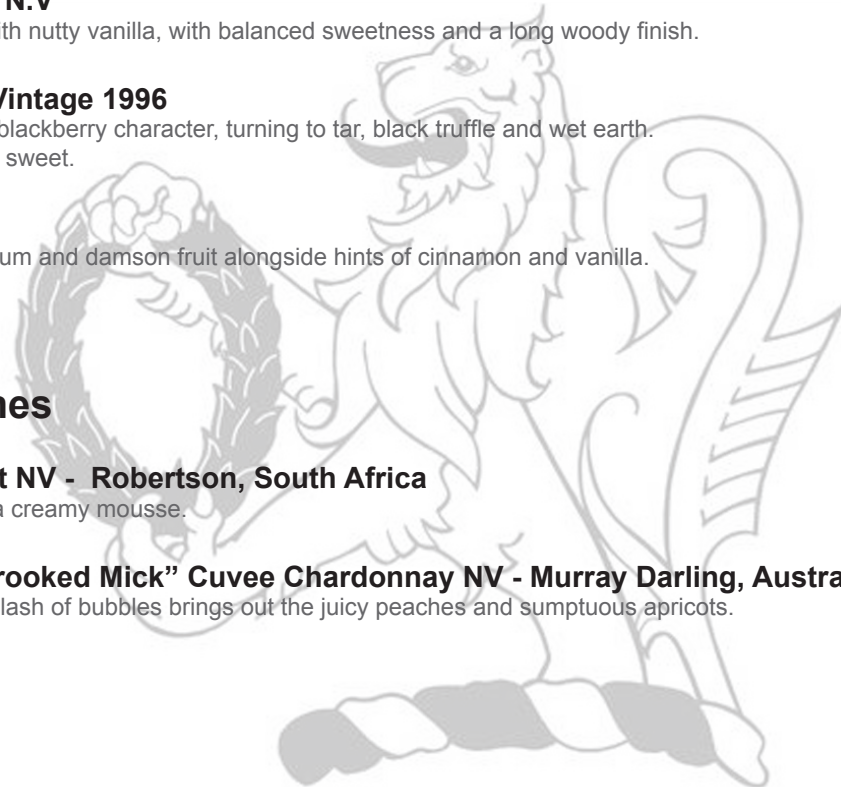 N.V
ith nutty vanilla, with balanced sweetness and a long woody finish.
Vintage 1996
blackberry character, turning to tar, black truffle and wet earth.
sweet.
um and damson fruit alongside hints of cinnamon and vanilla.
nes
t NV - Robertson, South Africa
a creamy mousse.
rooked Mick” Cuvee Chardonnay NV - Murray Darling, Austra
lash of bubbles brings out the juicy peaches and sumptuous apricots.